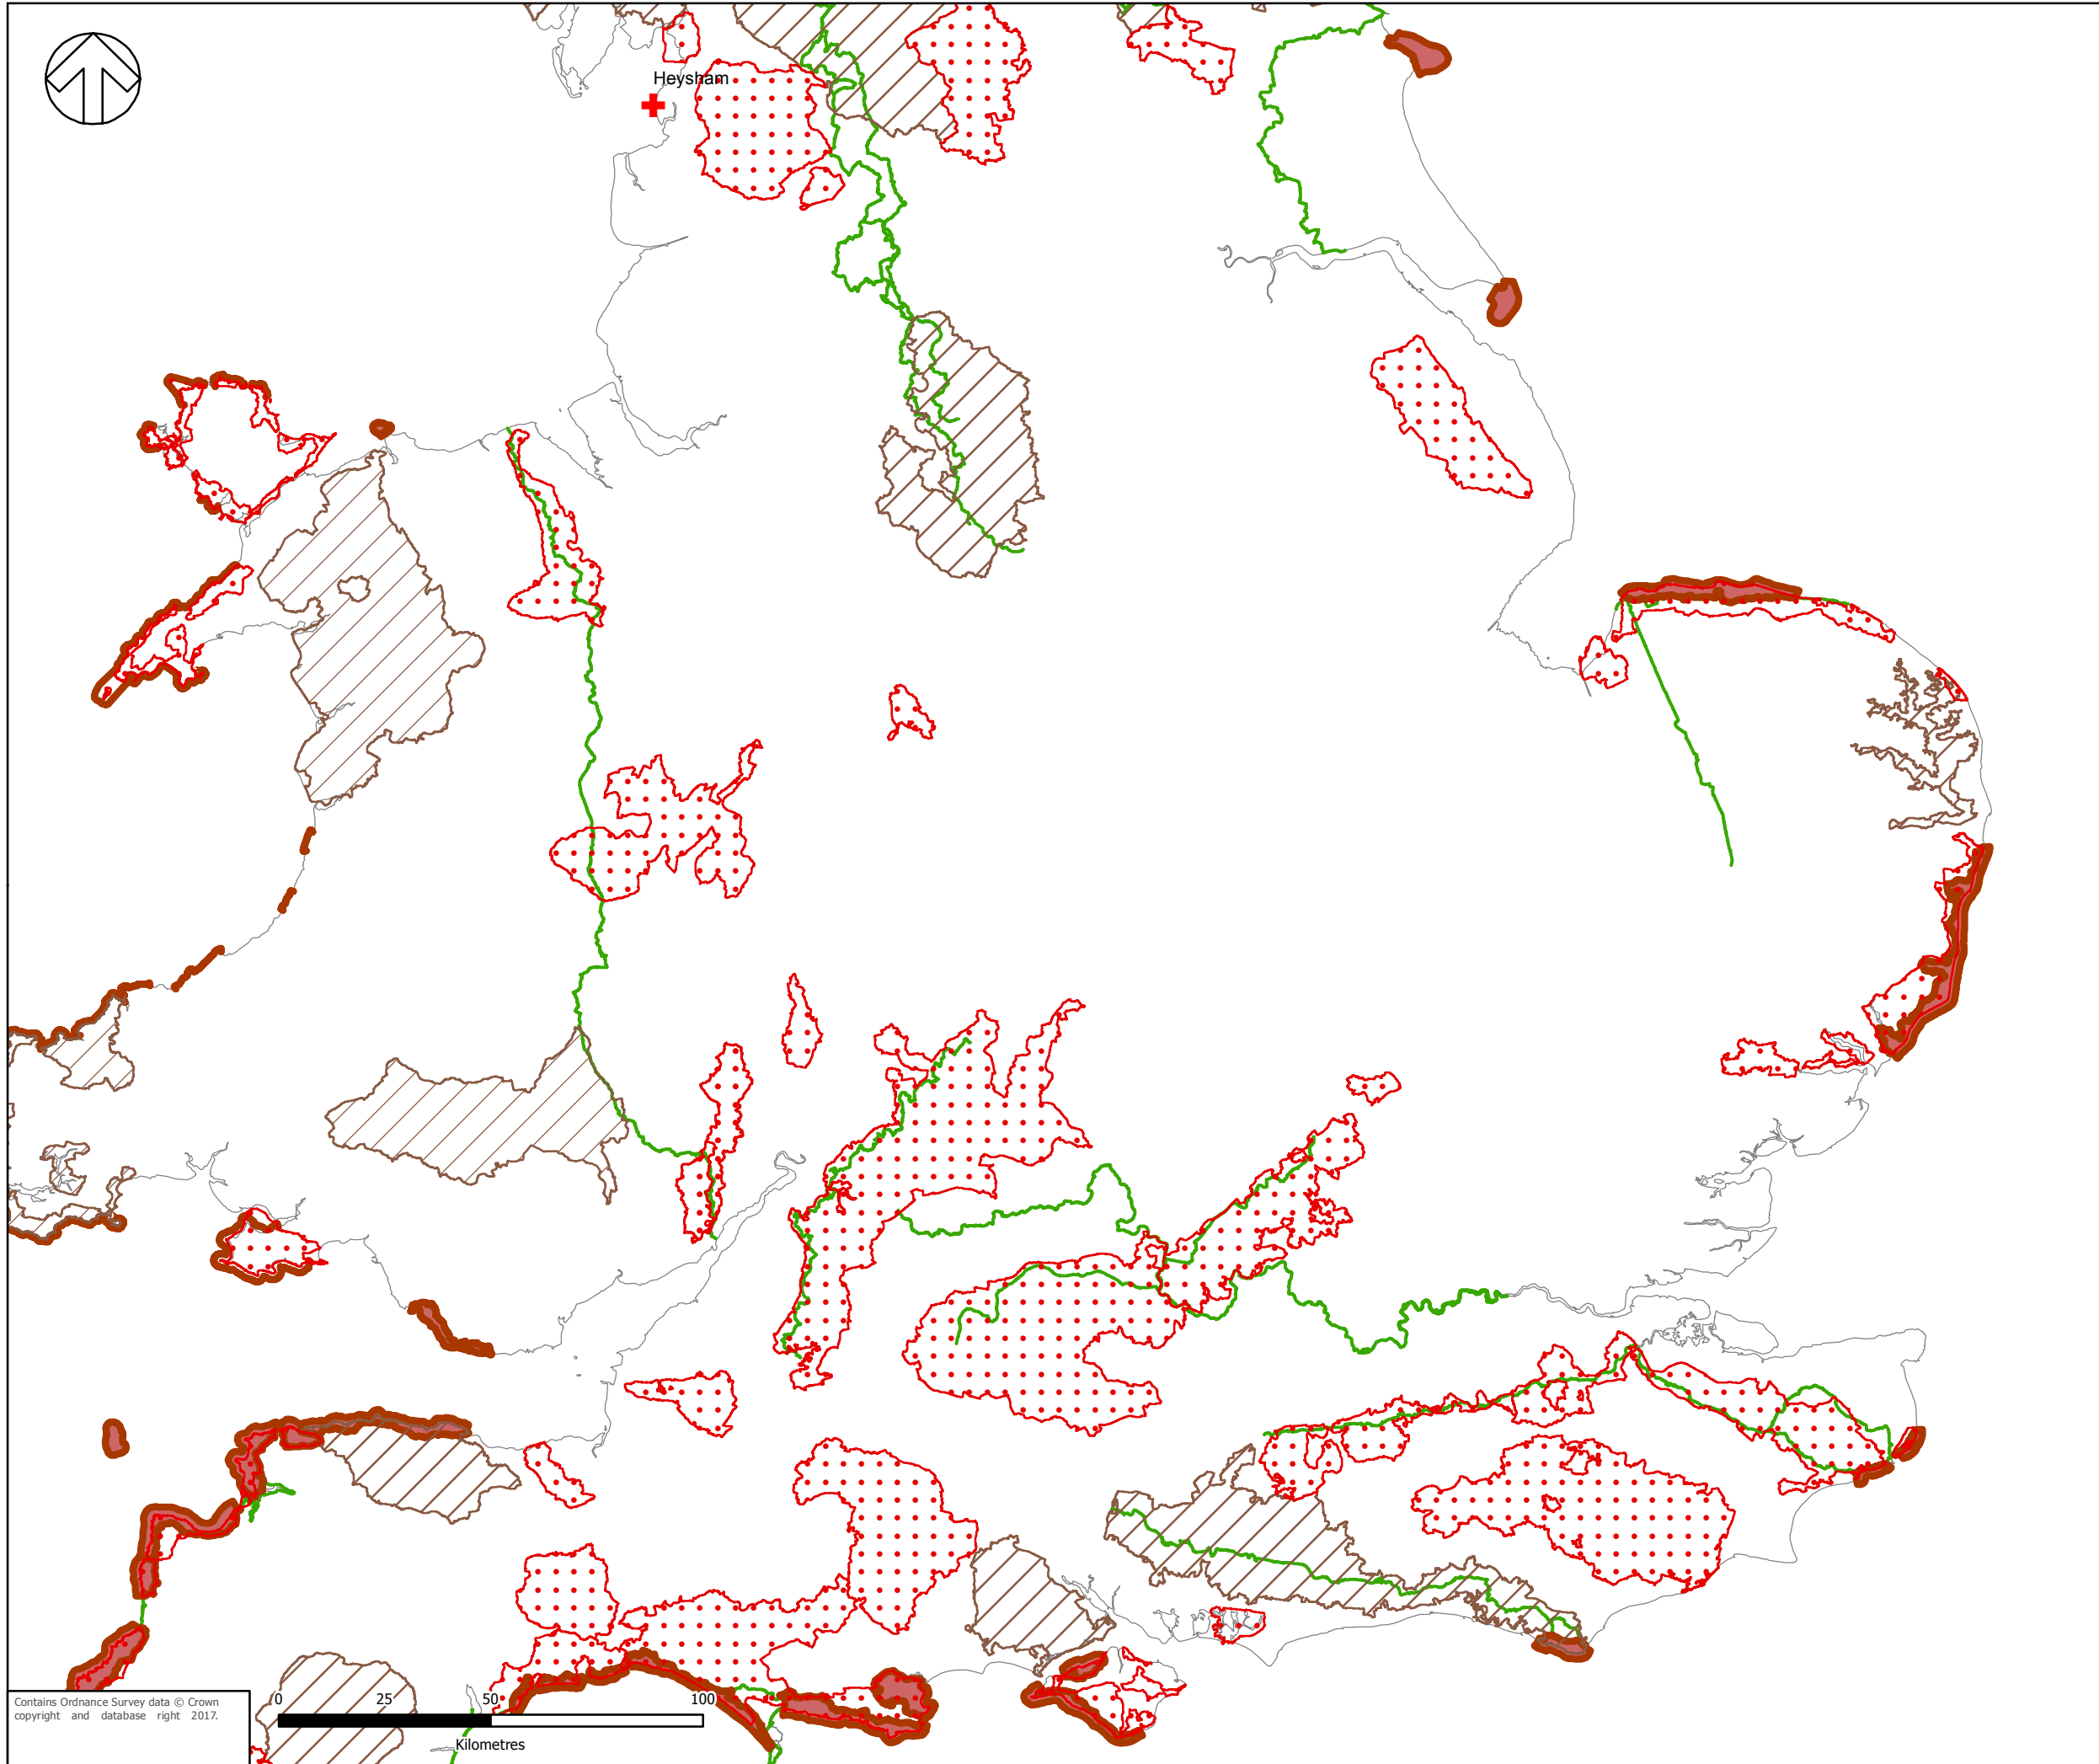 Heysham
0 25 50 100
Kilometres
Contains Ordnance Survey data © Crown
copyright and database right 2017.